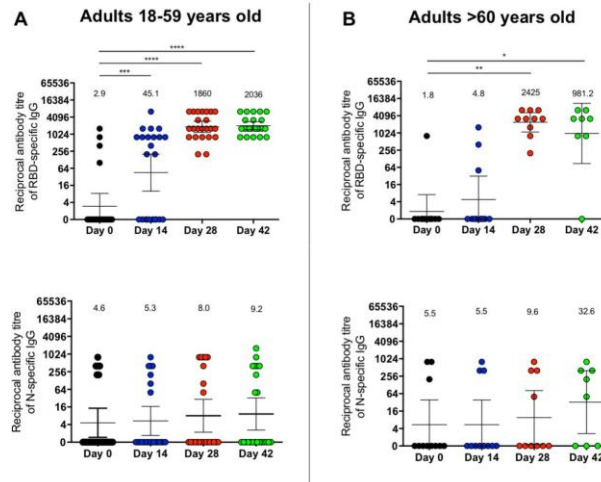 A
Adults 18-59 years old
****
****
***
2.9 45.1 1860 2036
Reciprocal antibody titre
of RBD-specific IgG
65536
16384
4096
1024
256
64
16
4
0
Day 0 Day 14 Day 28 Day 42
4.6 5.3 8.0 9.2
Reciprocal antibody titre
of N-specific IgG
65536
16384
4096
1024
256
64
16
4
0
Day 0 Day 14 Day 28 Day 42
B
Adults >60 years old
*
**
1.8 4.8 2425 981.2
Reciprocal antibody titre
of RBD-specific IgG
65536
16384
4096
1024
256
64
16
4
0
Day 0 Day 14 Day 28 Day 42
5.5 5.5 9.6 32.6
Reciprocal antibody titre
of N-specific IgG
65536
16384
4096
1024
256
64
16
4
0
Day 0 Day 14 Day 28 Day 42